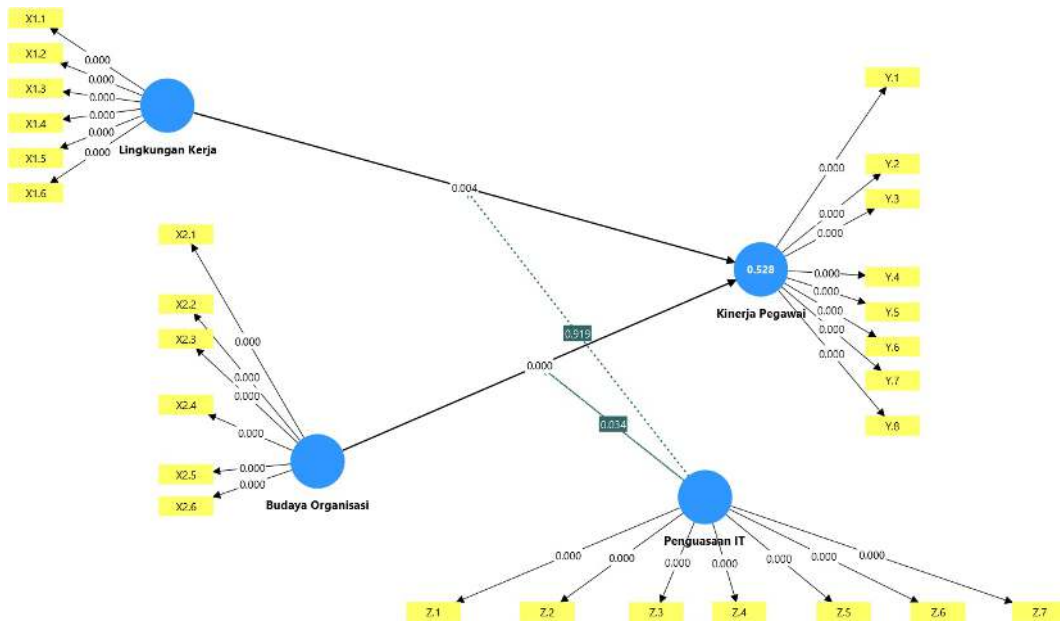 X1.1
0.000
X1.2
0.000
X1.3
0.000
X1.4
0.000
X1.5
0.000
X1.6
0.000
Lingkungan Kerja
X2.1
0.000
X2.2
0.000
X2.3
0.000
X2.4
0.000
X2.5
0.000
X2.6
0.000
Budaya Organisasi
0.004
0.919
0.000
0.034
0.528
Kinerja Pegawai
Y.1
0.000
Y.2
0.000
Y.3
0.000
Y.4
0.000
Y.5
0.000
Y.6
0.000
Y.7
0.000
Y.8
0.000
Penguasaan IT
0.000
0.000
0.000
0.000
0.000
0.000
0.000
Z.1
Z.2
Z.3
Z.4
Z.5
Z.6
Z.7